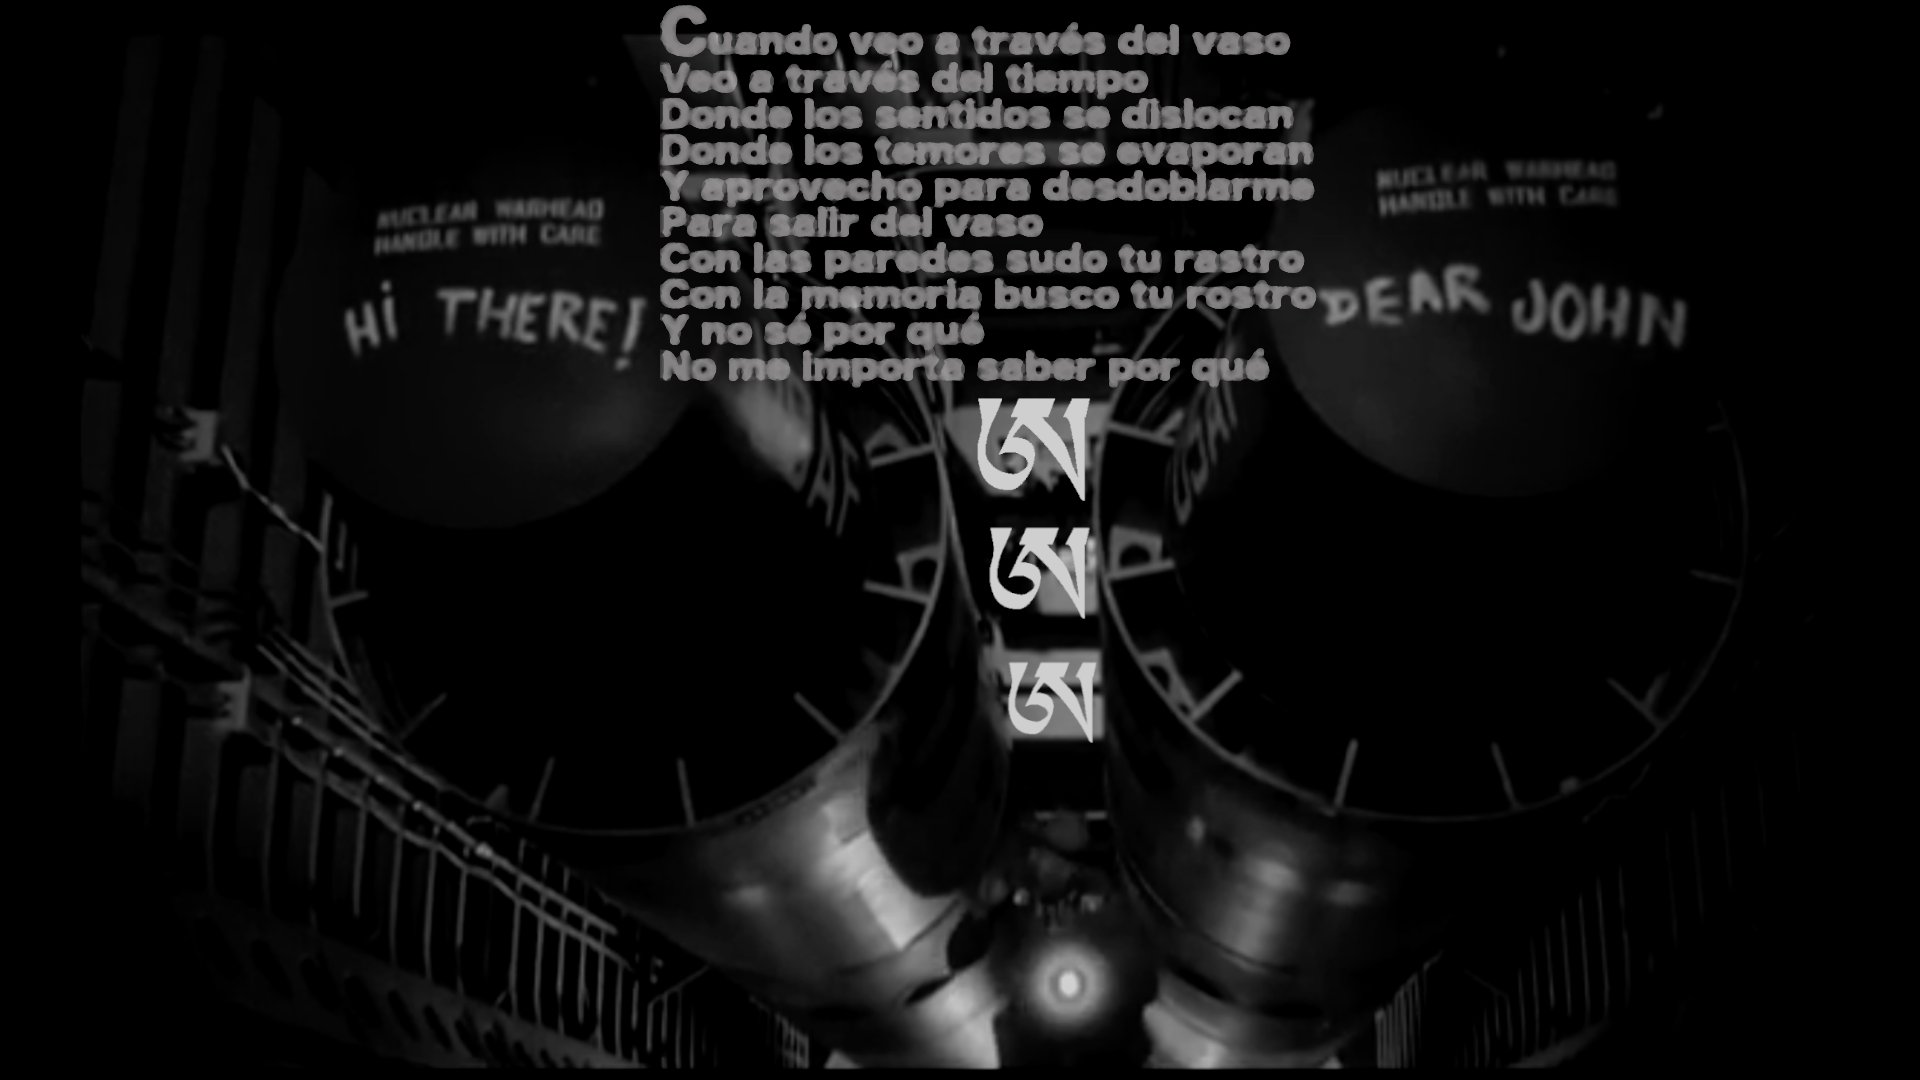 Cuando veo a través del vaso
Veo a través del tiempo
Donde los sentidos se dislocan
Donde los temores se evaporan
Y aprovecho para desdoblarme
Para salir del vaso
Con las paredes sudo tu rastro
Con la memoria busco tu rostro
Y no sé por qué
No me importa saber por qué
NUCLEAR WARHEAD
HANDLE WITH CARE
HI THERE!
NUCLEAR WARHEAD
HANDLE WITH CARE
DEAR JOHN
ཨ
ཨ
ཨ